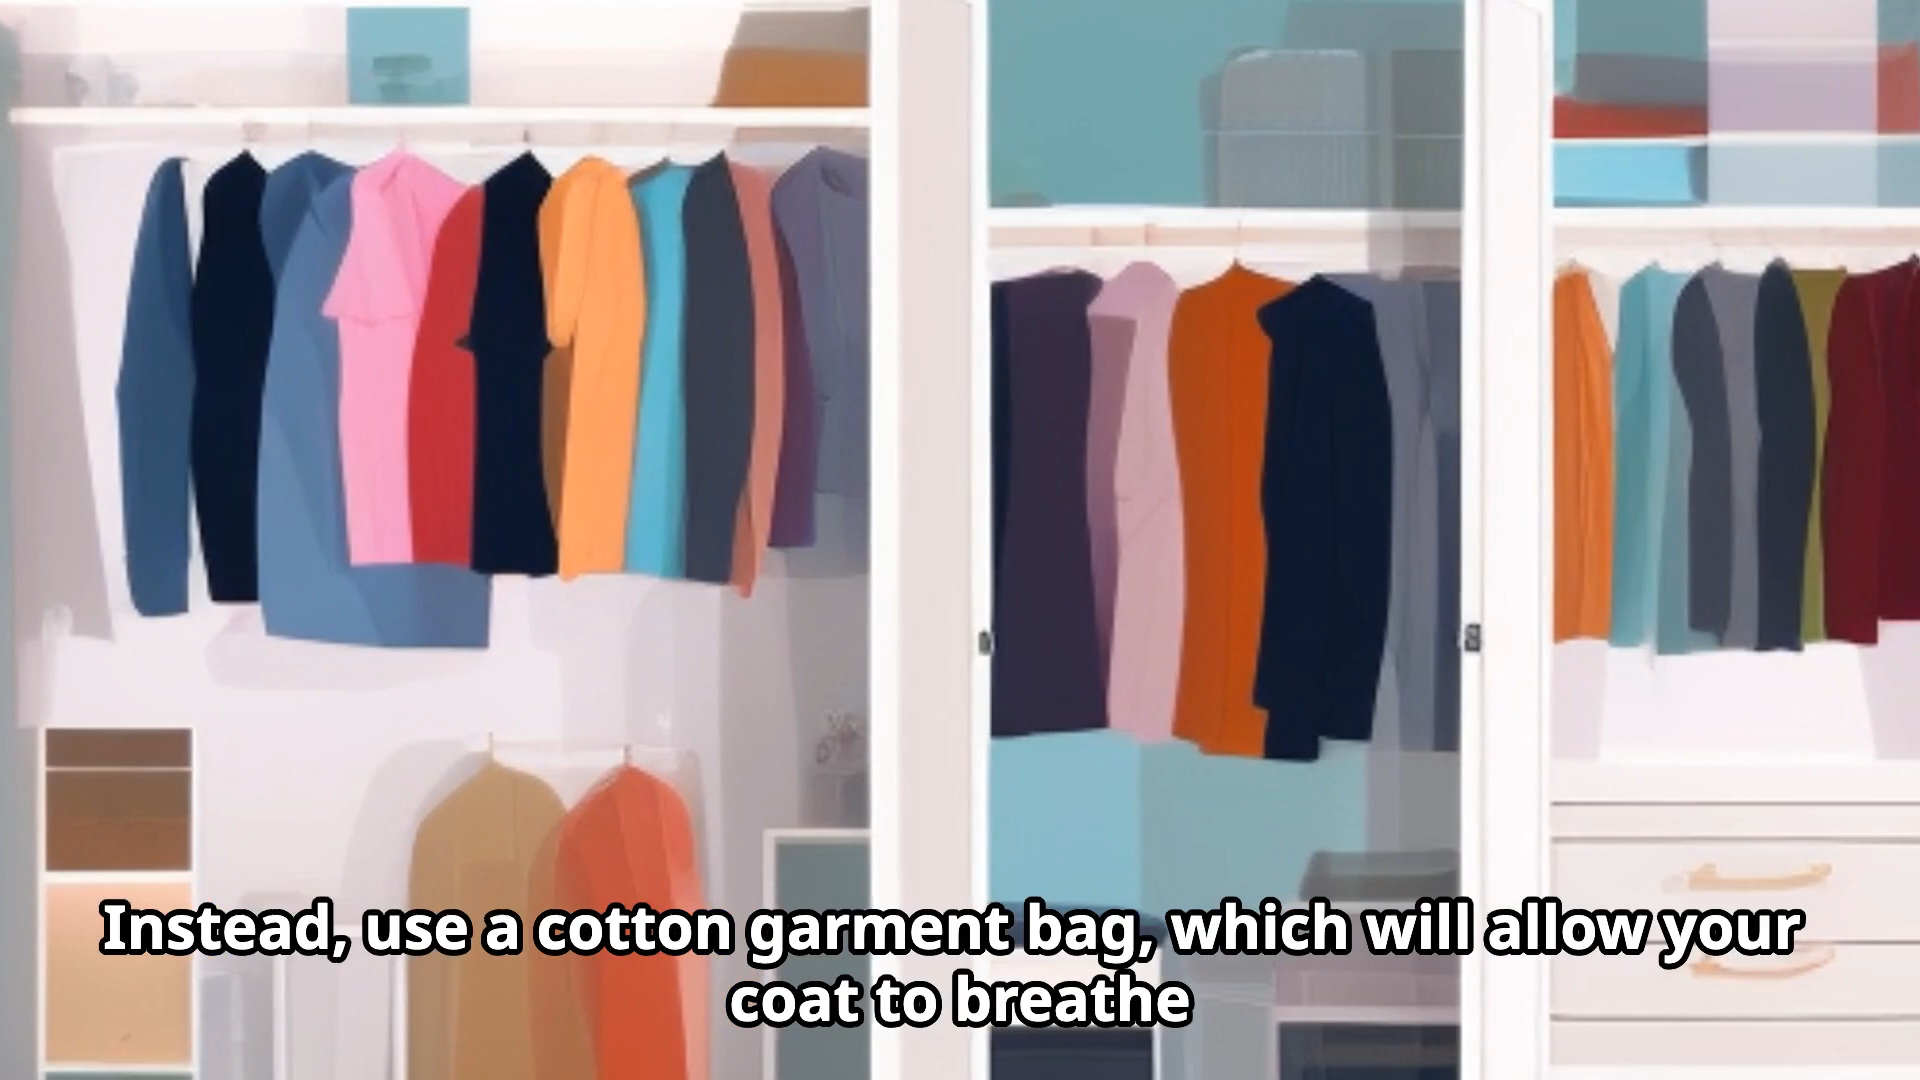 Instead, use a cotton garment bag, which will allow your
coat to breathe